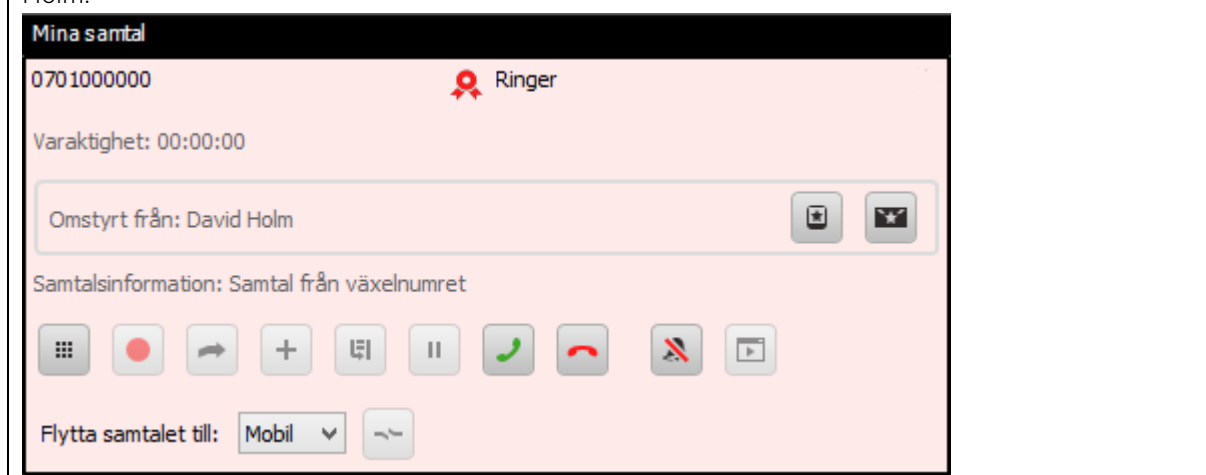 Holm.
Mina samtal
0701000000 Ringer
Varaktighet: 00:00:00
Omstyrt från: David Holm
Samtalsinformation: Samtal från växelnumret
Flytta samtalet till: Mobil